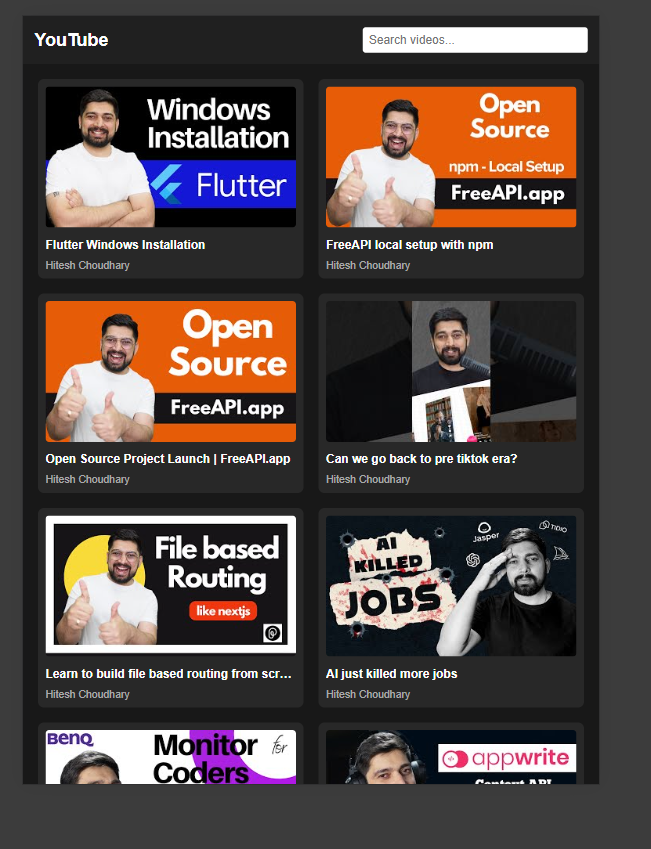 YouTube
Search videos...
Windows
Installation
Flutter
Flutter Windows Installation
Hitesh Choudhary
Open
Source
npm - Local Setup
FreeAPI.app
FreeAPI local setup with npm
Hitesh Choudhary
Open
Source
FreeAPI.app
Open Source Project Launch | FreeAPI.app
Hitesh Choudhary
Can we go back to pre tiktok era?
Hitesh Choudhary
File based
Routing
like nextjs
Learn to build file based routing from scr...
Hitesh Choudhary
AI
KILLED
JOBS
Jasper
TIDIO
AI just killed more jobs
Hitesh Choudhary
BENQ
Monitor
for
Coders
appwrite
Context API